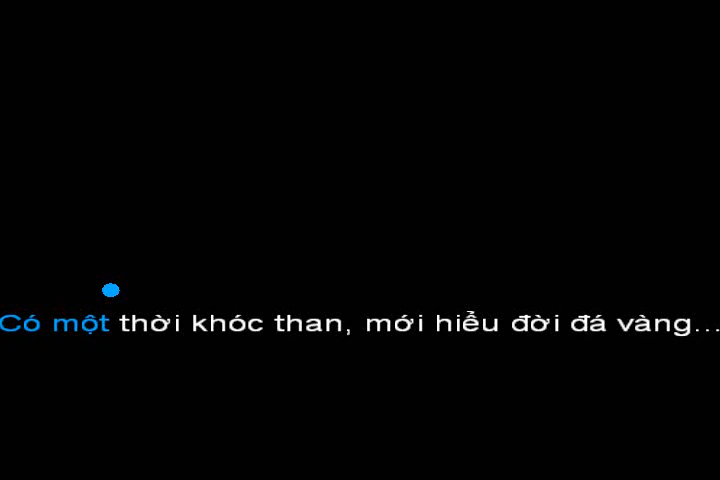 Có một thời khóc than, mới hiểu đời đá vàng...